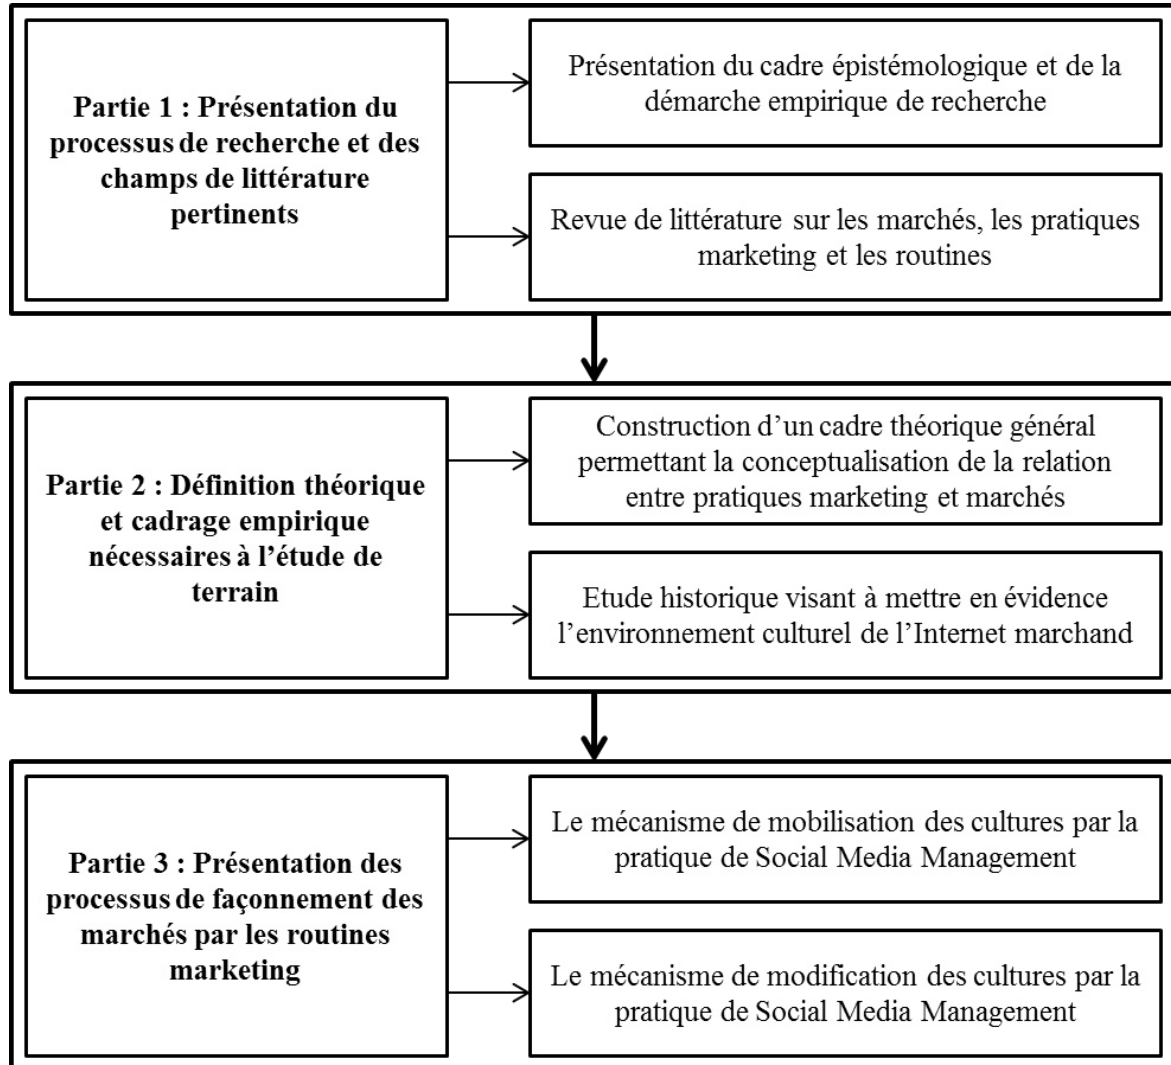 Partie 1 : Présentation du
processus de recherche et des
champs de littérature
pertinents
Présentation du cadre épistémologique et de la
démarche empirique de recherche
Revue de littérature sur les marchés, les pratiques
marketing et les routines
Partie 2 : Définition théorique
et cadrage empirique
nécessaires à l’étude de
terrain
Construction d’un cadre théorique général
permettant la conceptualisation de la relation
entre pratiques marketing et marchés
Etude historique visant à mettre en évidence
l’environnement culturel de l’Internet marchand
Partie 3 : Présentation des
processus de façonnement des
marchés par les routines
marketing
Le mécanisme de mobilisation des cultures par la
pratique de Social Media Management
Le mécanisme de modification des cultures par la
pratique de Social Media Management